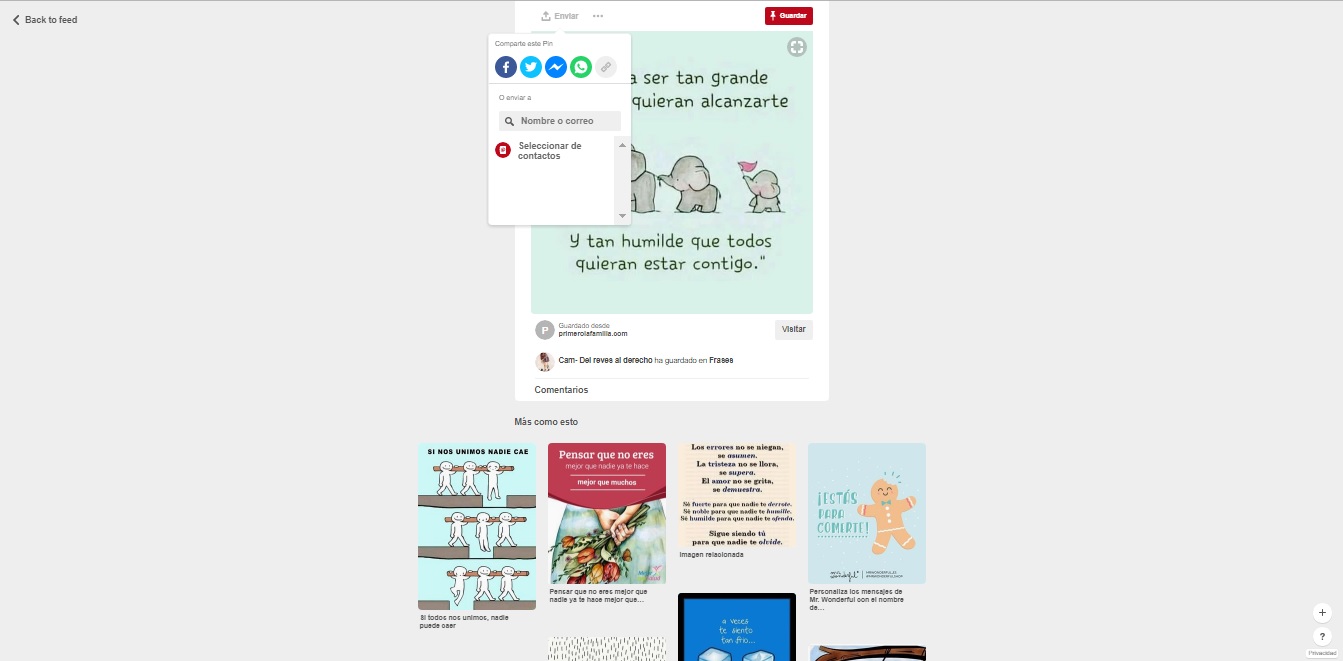 Back to feed
Enviar
Guardar
Comparte este Pin
O enviar a
Nombre o correo
Seleccionar de
contactos
a ser tan grande
quieran alcanzarte
Y tan humilde que todos
quieran estar contigo."
P
Guardado desde
primerolafamilia.com
Visitar
Cam- Del reves al derecho ha guardado en Frases
Comentarios
Más como esto
SI NOS UNIMOS NADIE CAE
Si todos nos unimos, nadie
puede caer
Pensar que no eres
mejor que nadie ya te hace
mejor que muchos
Pensar que no eres mejor que
nadie ya te hace mejor que...
Los errores no se niegan,
se asumen.
La tristeza no se llora,
se supera.
El amor no se grita,
se demuestra.
Sé fuerte para que nadie te derrote.
Sé noble para que nadie te humille.
Sé humilde para que nadie te ofenda.
Sigue siendo tú
para que nadie te olvide.
Imagen relacionada
a veces
te siento
tan frío...
¡ESTÁS
PARA
COMERTE!
Personaliza los mensajes de
Mr. Wonderful con el nombre
de...
+
?
Privacidad